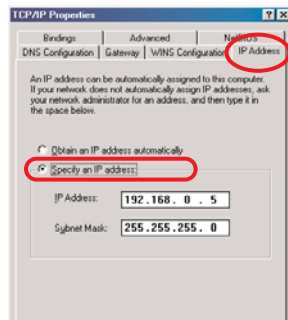 TCP/IP Properties
Bindings Advanced NetBIOS
DNS Configuration Gateway WINS Configuration IP Address
An IP address can be automatically assigned to this computer.
If your network does not automatically assign IP addresses, ask
your network administrator for an address, and then type it in
the space below.
Obtain an IP address automatically
Specify an IP address:
IP Address: 192.168. 0 . 5
Subnet Mask: 255.255.255. 0